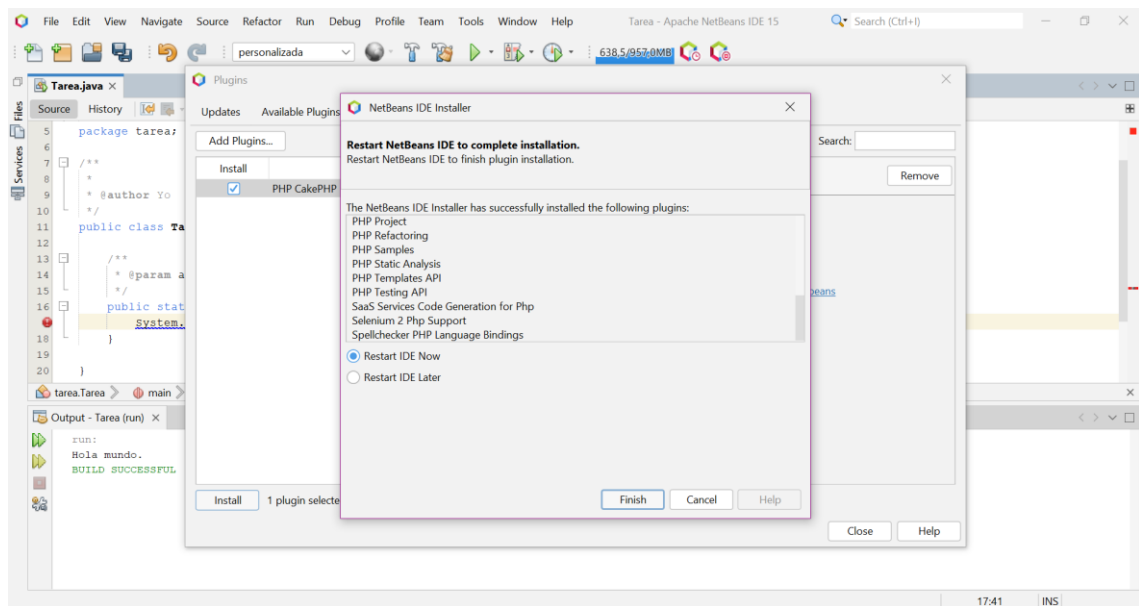 File Edit View Navigate Source Refactor Run Debug Profile Team Tools Window Help Tarea - Apache NetBeans IDE 15 Search (Ctrl+I)
personalizada 638,5/957,0MB
Tarea.java
Source History
Files
Services
5 package tarea;
6
7 /**
8 *
9 * @author Yo
10 */
11 public class Ta
12
13 /**
14 * @param a
15 */
16 public stat
System.
18 }
19
20 }
tarea.Tarea main
Output - Tarea (run)
run:
Hola mundo.
BUILD SUCCESSFUL
Plugins
Updates Available Plugins
Add Plugins... Search:
Install
PHP CakePHP
Remove
beans
Install 1 plugin selecte
Close Help
NetBeans IDE Installer
Restart NetBeans IDE to complete installation.
Restart NetBeans IDE to finish plugin installation.
The NetBeans IDE Installer has successfully installed the following plugins:
PHP Project
PHP Refactoring
PHP Samples
PHP Static Analysis
PHP Templates API
PHP Testing API
SaaS Services Code Generation for Php
Selenium 2 Php Support
Spellchecker PHP Language Bindings
Restart IDE Now
Restart IDE Later
Finish Cancel Help
17:41 INS